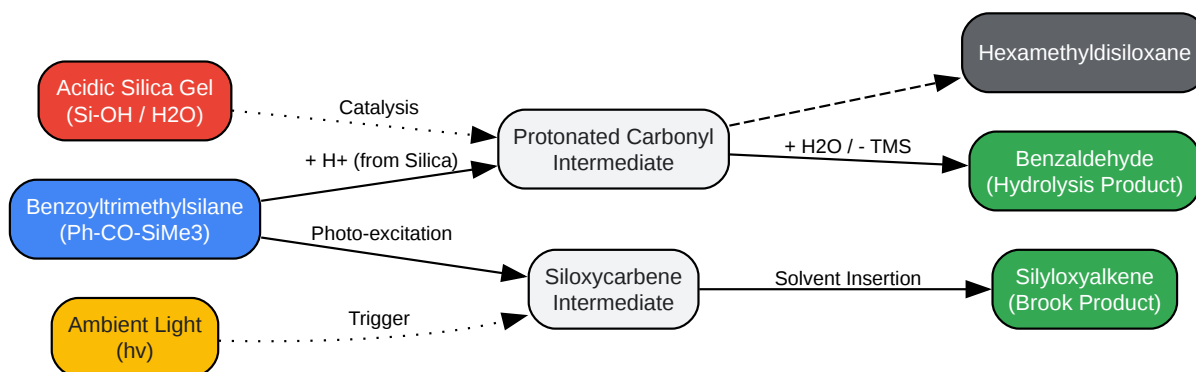 Hexamethyldisiloxane
Acidic Silica Gel
(Si-OH / H2O)
Catalysis
Protonated Carbonyl
Intermediate
+ H2O / - TMS
Benzaldehyde
(Hydrolysis Product)
+ H+ (from Silica)
Benzoyltrimethylsilane
(Ph-CO-SiMe3)
Photo-excitation
Siloxycarbene
Intermediate
Solvent Insertion
Silyloxyalkene
(Brook Product)
Ambient Light
(hv)
Trigger